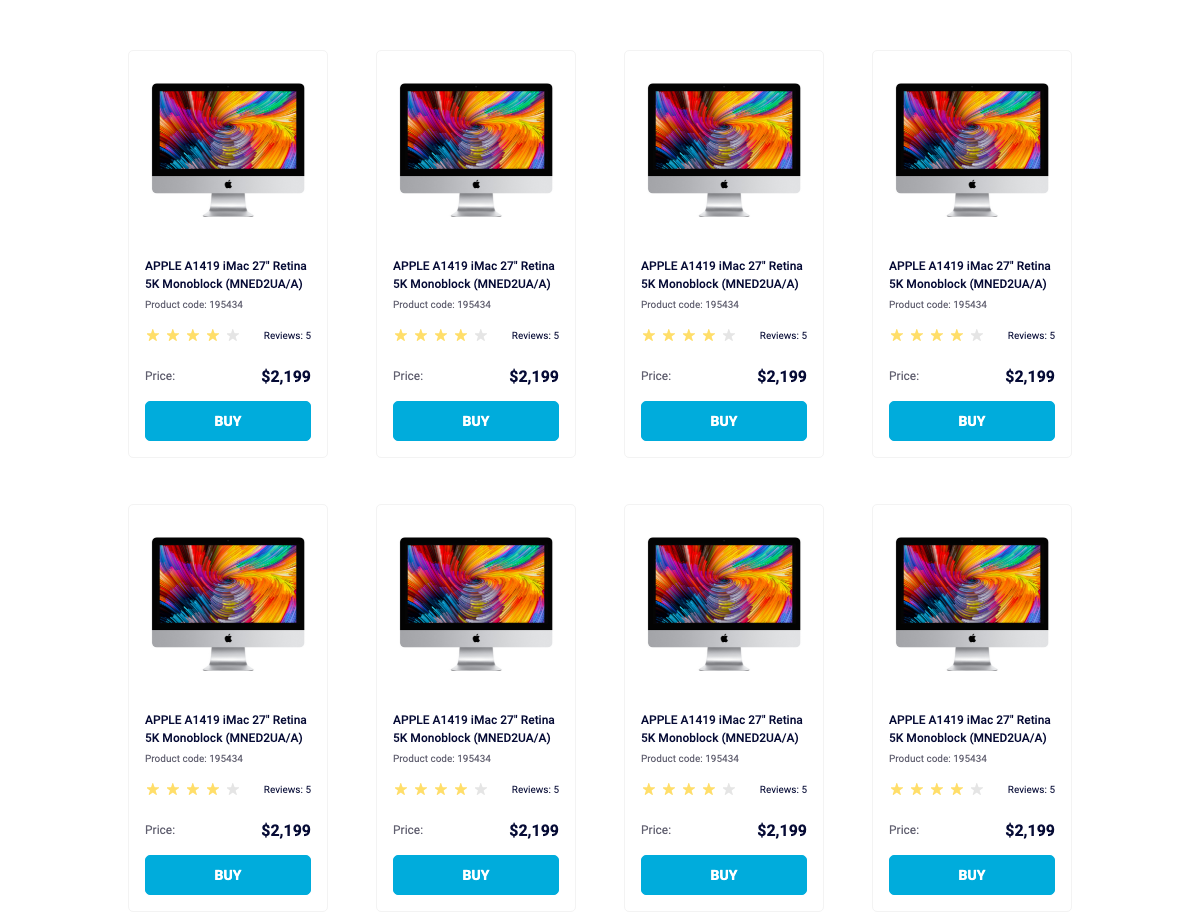 APPLE A1419 iMac 27" Retina
5K Monoblock (MNED2UA/A)
Product code: 195434
Reviews: 5
Price: $2,199
BUY
APPLE A1419 iMac 27" Retina
5K Monoblock (MNED2UA/A)
Product code: 195434
Reviews: 5
Price: $2,199
BUY
APPLE A1419 iMac 27" Retina
5K Monoblock (MNED2UA/A)
Product code: 195434
Reviews: 5
Price: $2,199
BUY
APPLE A1419 iMac 27" Retina
5K Monoblock (MNED2UA/A)
Product code: 195434
Reviews: 5
Price: $2,199
BUY
APPLE A1419 iMac 27" Retina
5K Monoblock (MNED2UA/A)
Product code: 195434
Reviews: 5
Price: $2,199
BUY
APPLE A1419 iMac 27" Retina
5K Monoblock (MNED2UA/A)
Product code: 195434
Reviews: 5
Price: $2,199
BUY
APPLE A1419 iMac 27" Retina
5K Monoblock (MNED2UA/A)
Product code: 195434
Reviews: 5
Price: $2,199
BUY
APPLE A1419 iMac 27" Retina
5K Monoblock (MNED2UA/A)
Product code: 195434
Reviews: 5
Price: $2,199
BUY